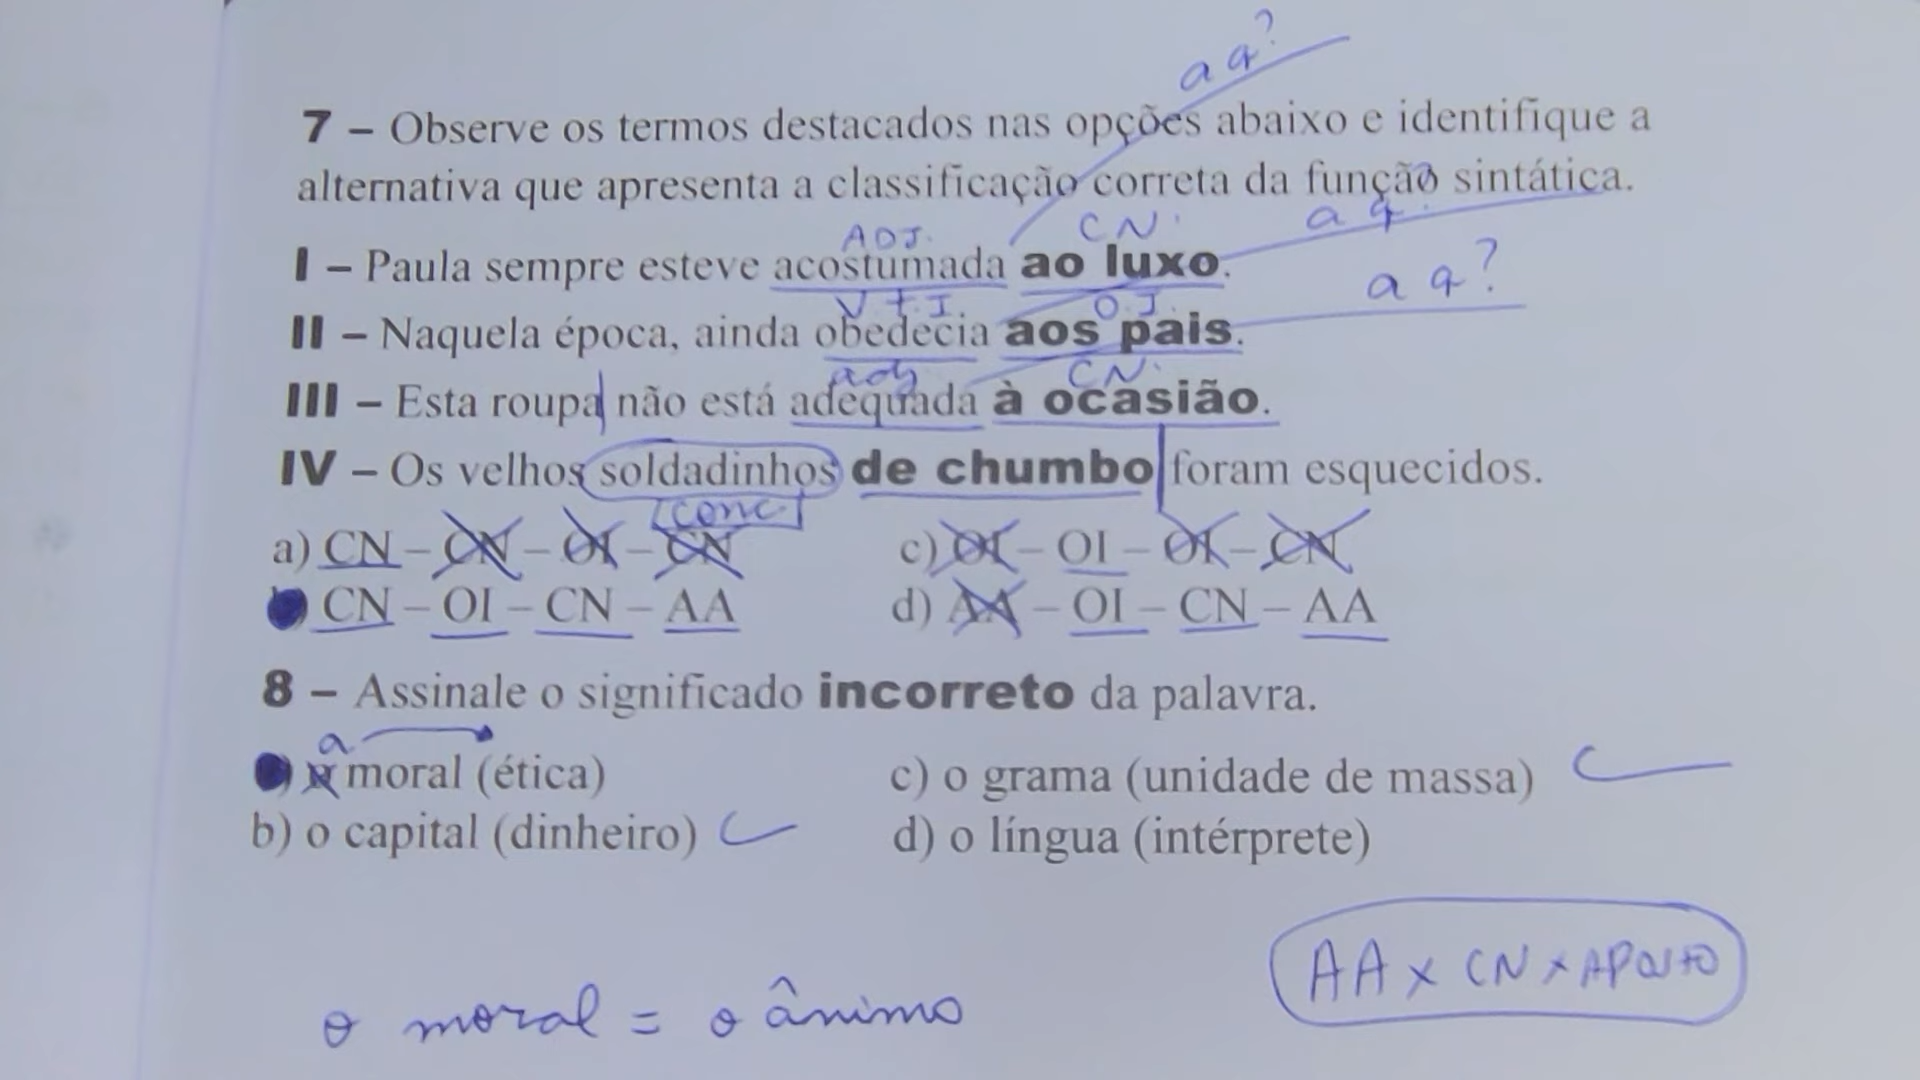 a q?
7 – Observe os termos destacados nas opções abaixo e identifique a
alternativa que apresenta a classificação correta da função sintática.
ADJ. CN. a q?
I – Paula sempre esteve acostumada ao luxo.
V.T.I. O.I. a q?
II – Naquela época, ainda obedecia aos pais.
adj CN.
III – Esta roupa não está adequada à ocasião.
IV – Os velhos soldadinhos de chumbo foram esquecidos.
conc.
a) CN – CN – OI – CN c) OI – OI – OI – CN
CN – OI – CN – AA d) AA – OI – CN – AA
8 – Assinale o significado incorreto da palavra.
a
o moral (ética) c) o grama (unidade de massa)
b) o capital (dinheiro) d) o língua (intérprete)
AA x CN x APOSTO
o moral = o ânimo